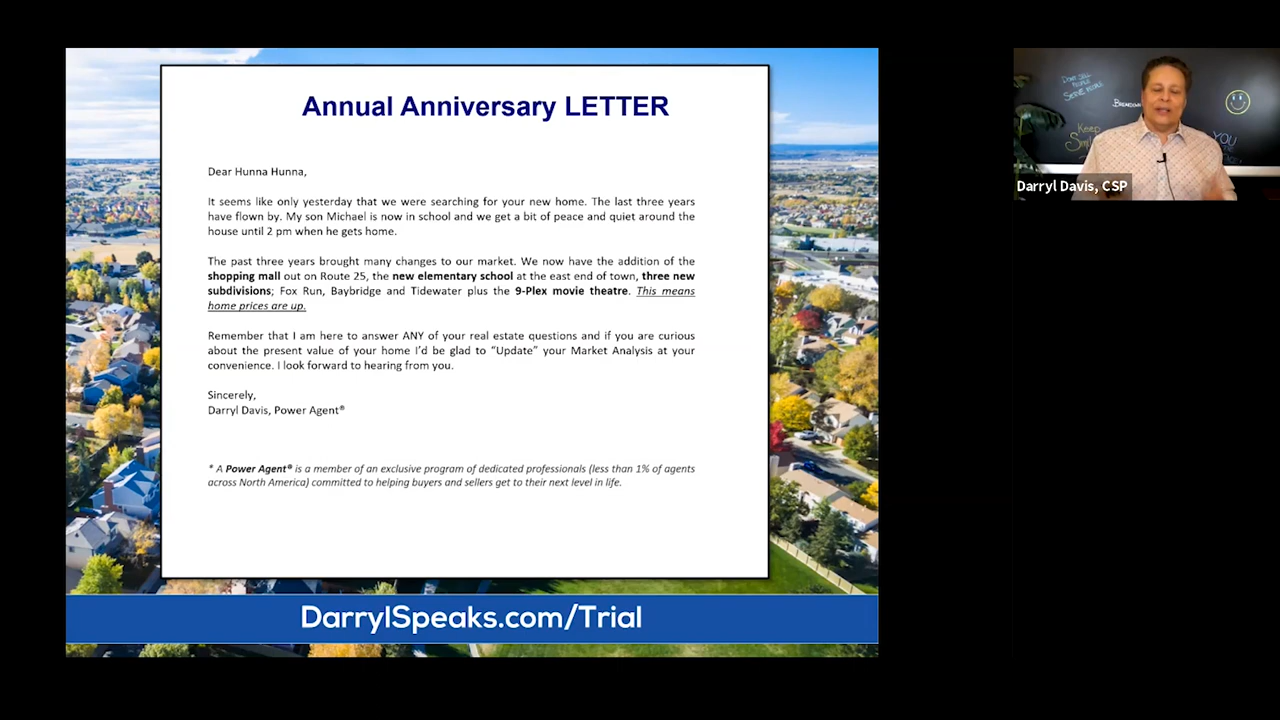 Annual Anniversary LETTER
Dear Hunna Hunna,
It seems like only yesterday that we were searching for your new home. The last three years
have flown by. My son Michael is now in school and we get a bit of peace and quiet around the
house until 2 pm when he gets home.
The past three years brought many changes to our market. We now have the addition of the
shopping mall out on Route 25, the new elementary school at the east end of town, three new
subdivisions; Fox Run, Baybridge and Tidewater plus the 9-Plex movie theatre. This means
home prices are up.
Remember that I am here to answer ANY of your real estate questions and if you are curious
about the present value of your home I’d be glad to “Update” your Market Analysis at your
convenience. I look forward to hearing from you.
Sincerely,
Darryl Davis, Power Agent®
* A Power Agent® is a member of an exclusive program of dedicated professionals (less than 1% of agents
across North America) committed to helping buyers and sellers get to their next level in life.
DarrylSpeaks.com/Trial
Keep
YOU
Darryl Davis, CSP